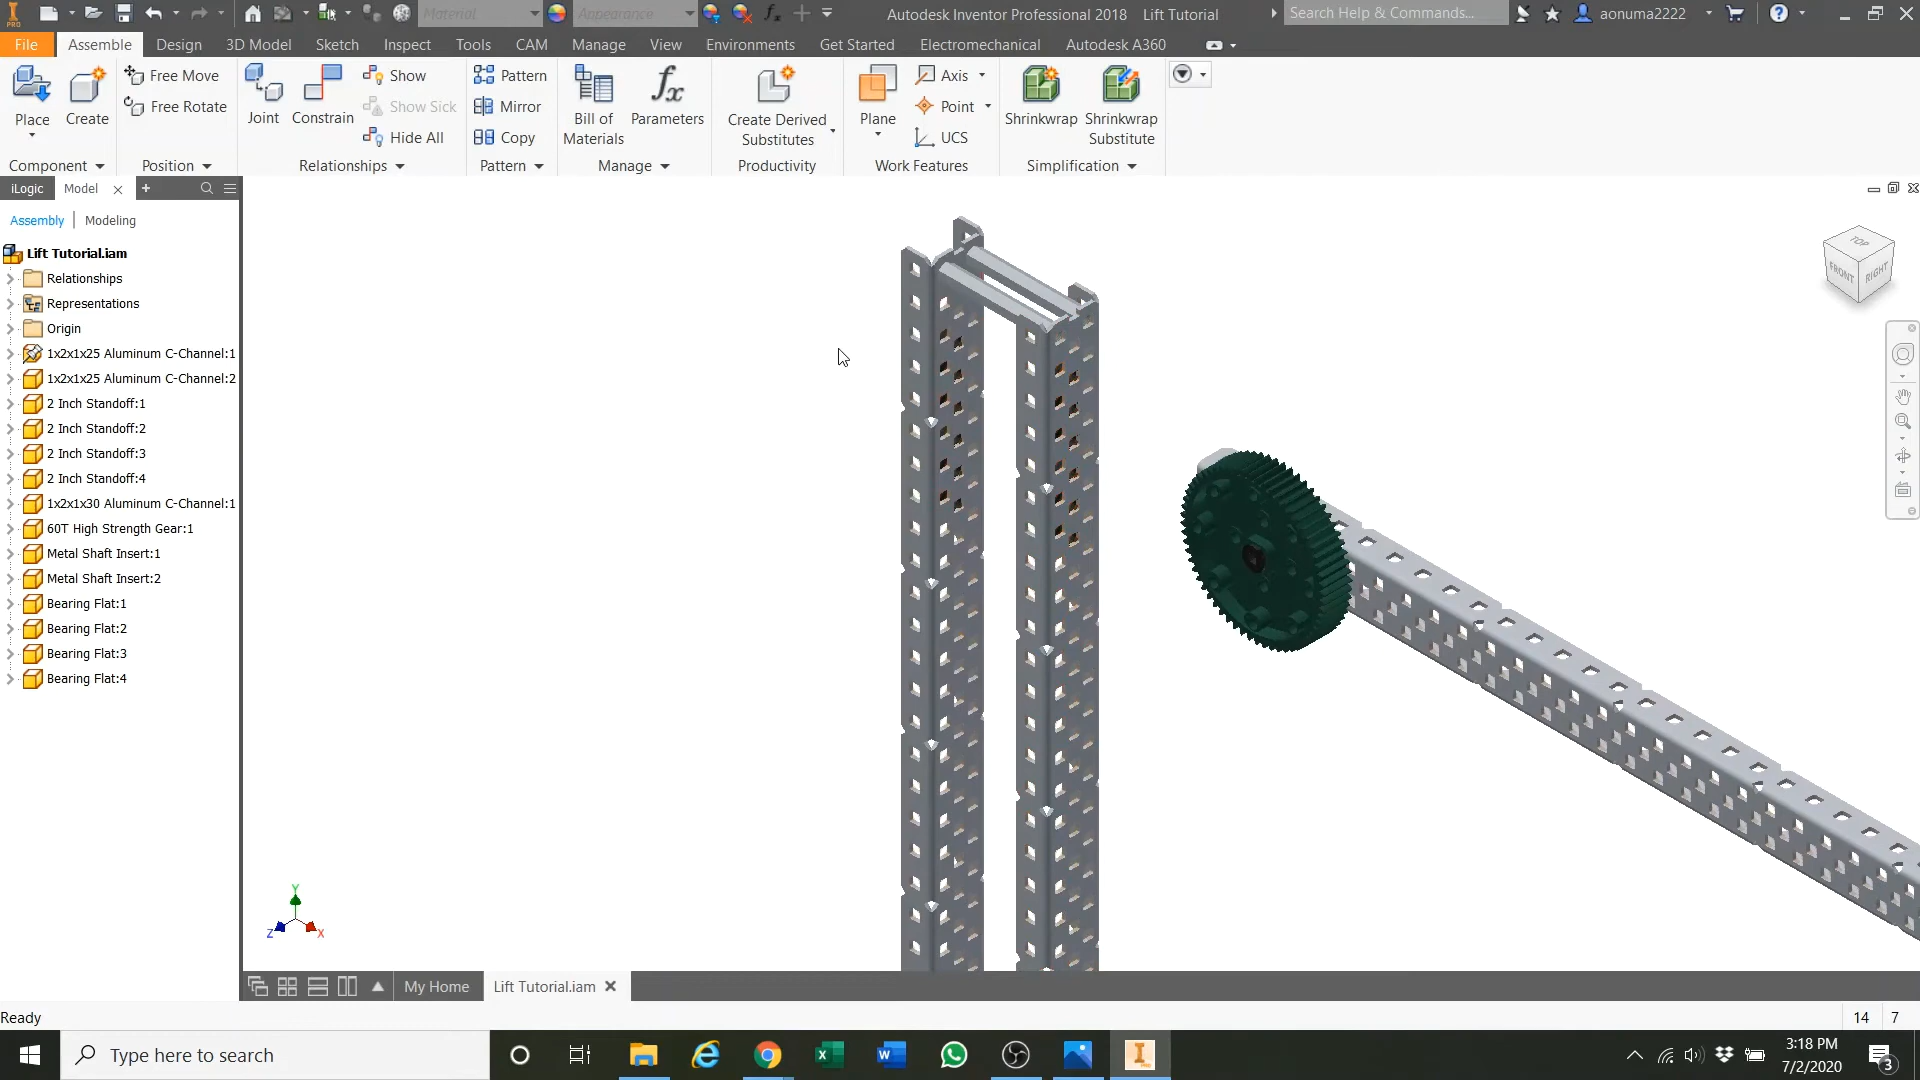 Material
Appearance
Autodesk Inventor Professional 2018 Lift Tutorial
Search Help & Commands...
aonuma2222
PRO
File Assemble Design 3D Model Sketch Inspect Tools CAM Manage View Environments Get Started Electromechanical Autodesk A360
Place
Create
Component
Free Move
Free Rotate
Position
Joint
Constrain
Show
Show Sick
Hide All
Relationships
Pattern
Mirror
Copy
Pattern
Bill of
Materials
Parameters
Manage
Create Derived
Substitutes
Productivity
Plane
Axis
Point
UCS
Work Features
Shrinkwrap
Shrinkwrap
Substitute
Simplification
iLogic Model
Assembly Modeling
Lift Tutorial.iam
Relationships
Representations
Origin
1x2x1x25 Aluminum C-Channel:1
1x2x1x25 Aluminum C-Channel:2
2 Inch Standoff:1
2 Inch Standoff:2
2 Inch Standoff:3
2 Inch Standoff:4
1x2x1x30 Aluminum C-Channel:1
60T High Strength Gear:1
Metal Shaft Insert:1
Metal Shaft Insert:2
Bearing Flat:1
Bearing Flat:2
Bearing Flat:3
Bearing Flat:4
TOP
FRONT RIGHT
Y
Z X
My Home Lift Tutorial.iam
Ready
14 7
Type here to search
3:18 PM
7/2/2020
3